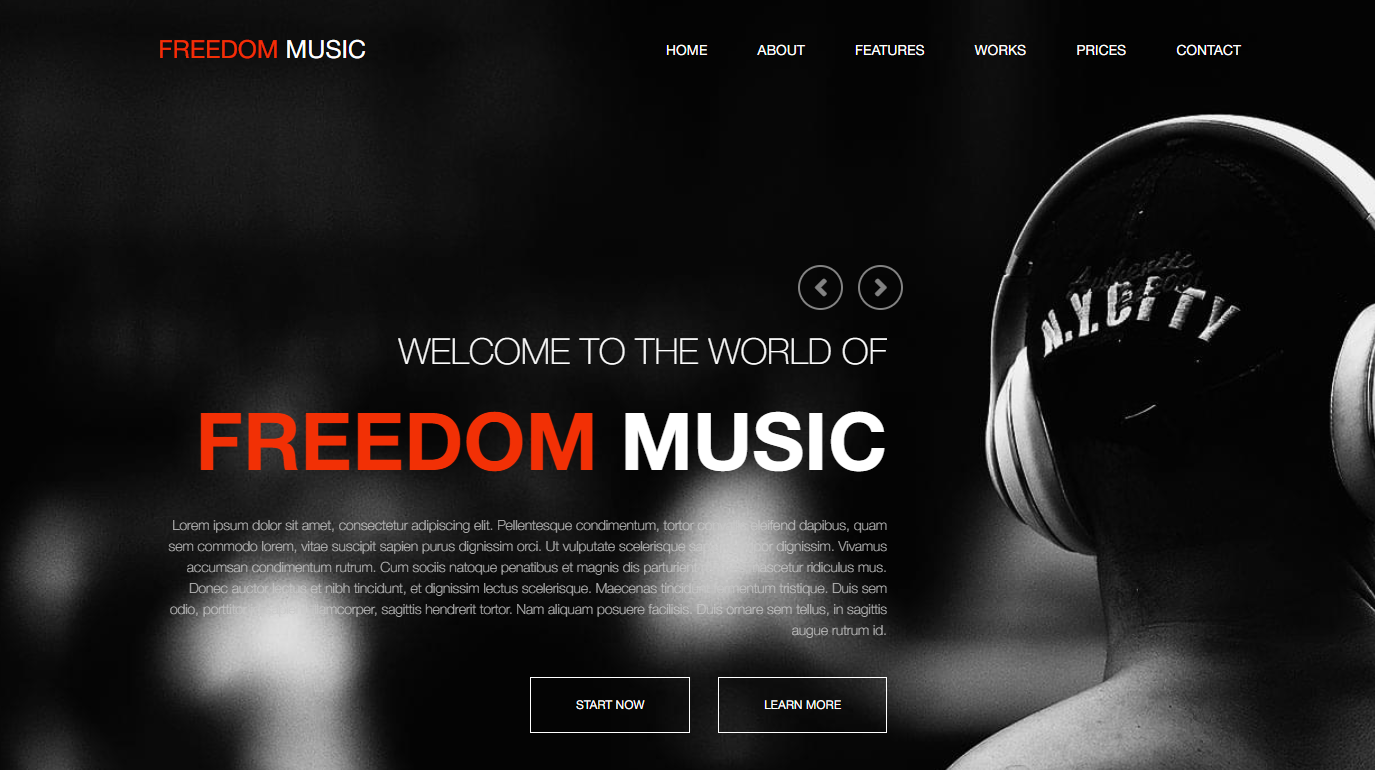 FREEDOM MUSIC
HOME ABOUT FEATURES WORKS PRICES CONTACT
N.Y.CITY
WELCOME TO THE WORLD OF
FREEDOM MUSIC
Lorem ipsum dolor sit amet, consectetur adipiscing elit. Pellentesque condimentum, tortor eleifend dapibus, quam
sem commodo lorem, vitae suscipit sapien purus dignissim orci. Ut vulputate scelerisque dignissim. Vivamus
accumsan condimentum rutrum. Cum sociis natoque penatibus et magnis dis parturient nascetur ridiculus mus.
Donec auctor lectus et nibh tincidunt, et dignissim lectus scelerisque. Maecenas tincidunt fermentum tristique. Duis sem
odio, porttitor ullamcorper, sagittis hendrerit tortor. Nam aliquam posuere facilisis. Duis ornare sem tellus, in sagittis
augue rutrum id.
START NOW LEARN MORE